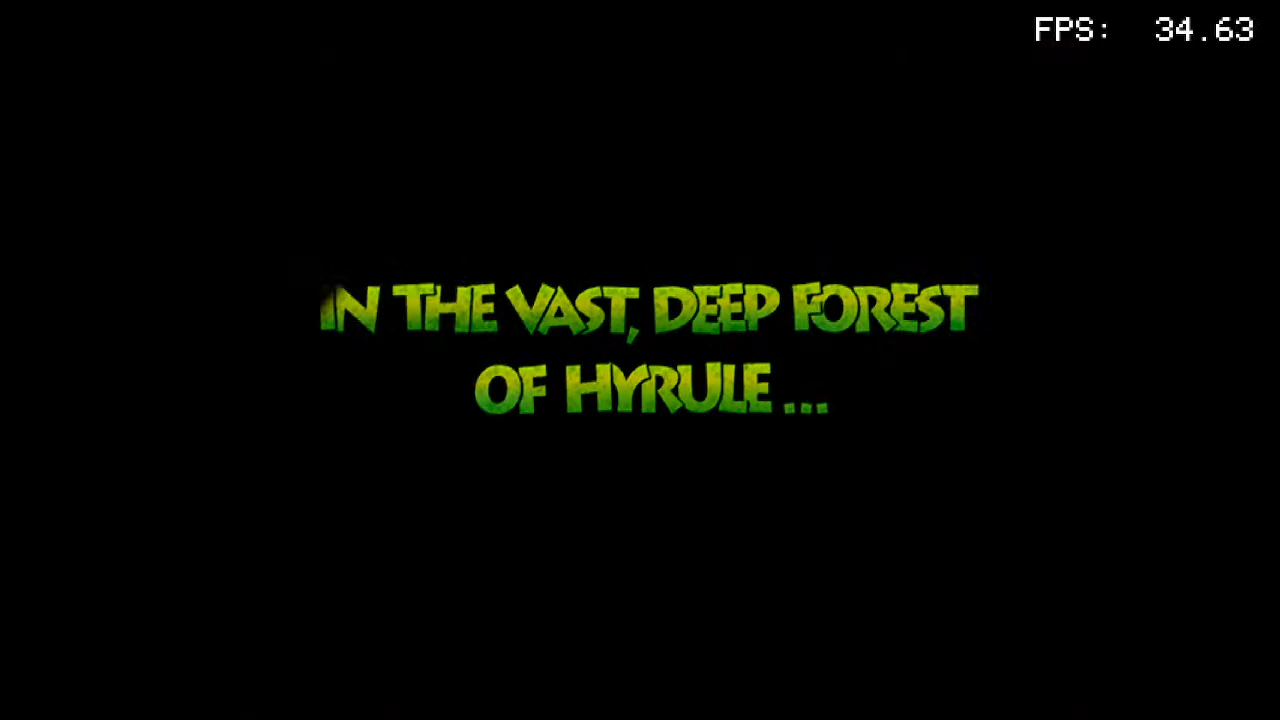 FPS: 34.63
IN THE VAST, DEEP FOREST
OF HYRULE...